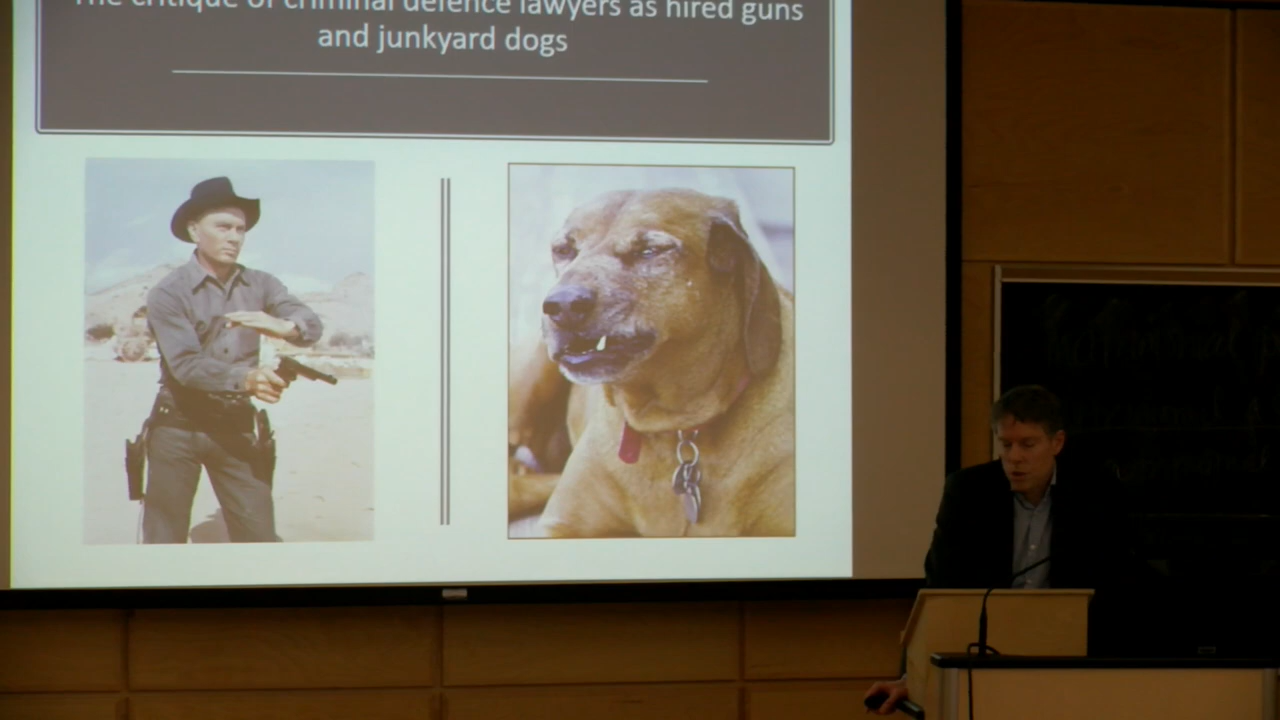 The critique of criminal defence lawyers as hired guns
and junkyard dogs